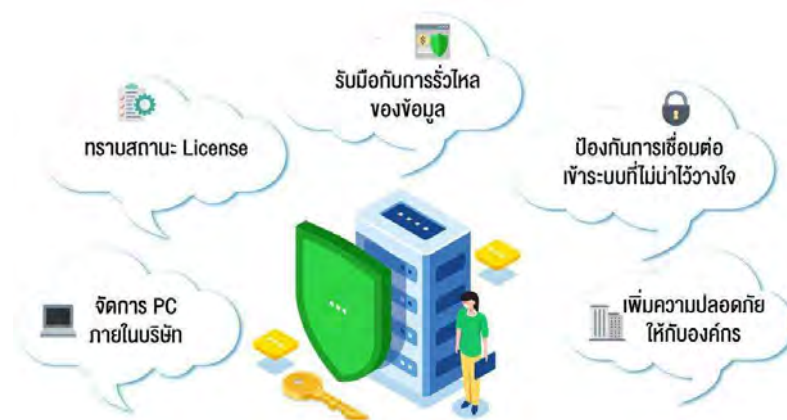 รับมือกับการรั่วไหล
ของข้อมูล
ทราบสถานะ License
ป้องกันการเชื่อมต่อ
เข้าระบบที่ไม่น่าไว้วางใจ
จัดการ PC
ภายในบริษัท
เพิ่มความปลอดภัย
ให้กับองค์กร